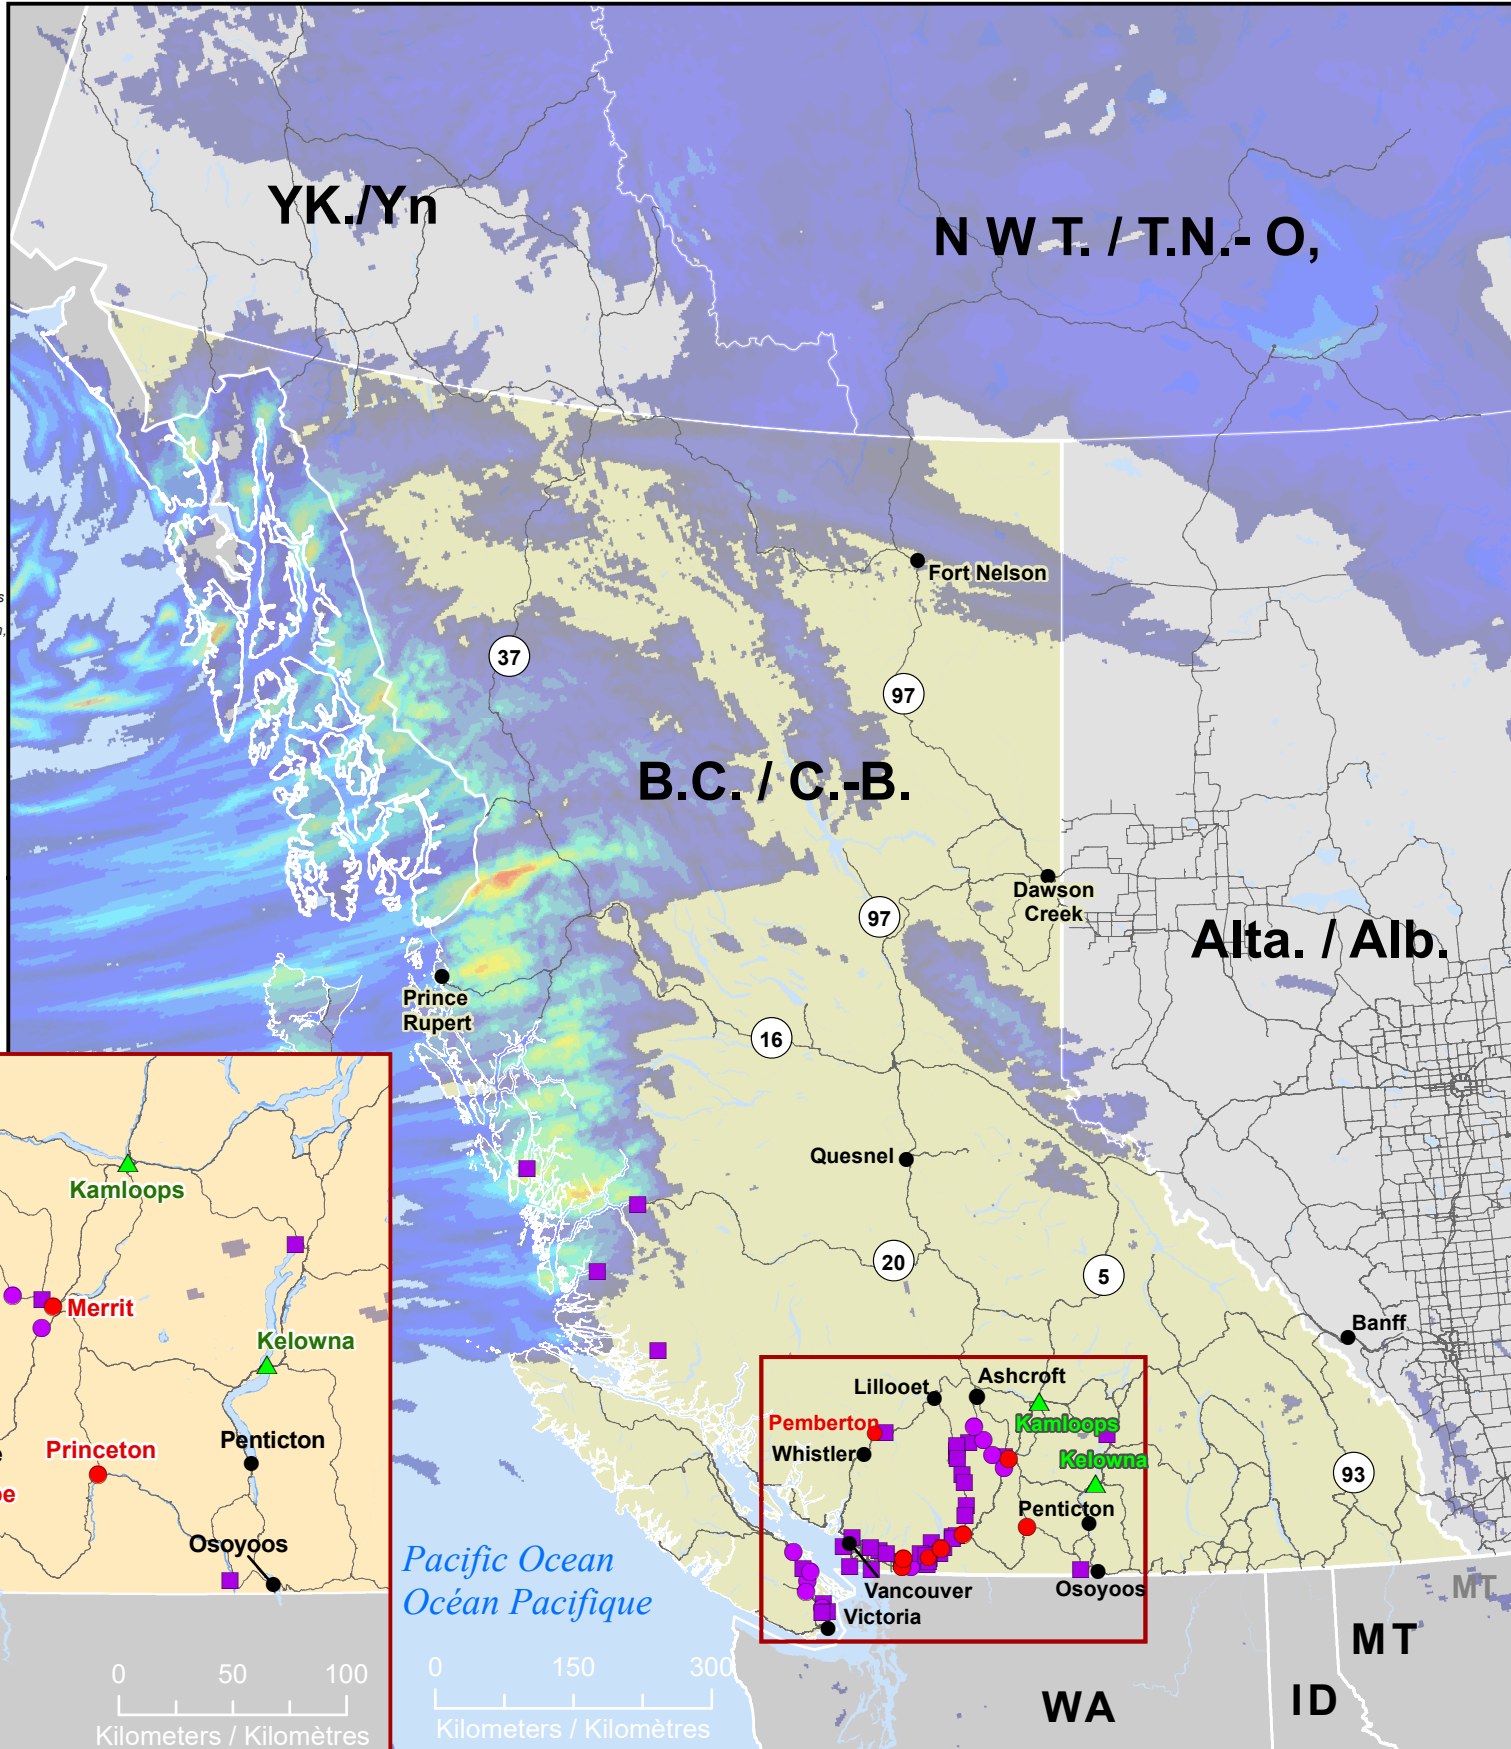 YK./Yn
N W T. / T.N.- O,
Fort Nelson
37
97
B.C. / C.-B.
Dawson
Creek
97
Alta. / Alb.
Prince
Rupert
16
Quesnel
20
5
Banff
Kamloops
Merrit
Kelowna
Princeton
Penticton
Osoyoos
0 50 100
Kilometers / Kilomètres
Ashcroft
Lillooet
Pemberton
Kamloops
Whistler
Kelowna
93
Penticton
Vancouver
Osoyoos
Victoria
Pacific Ocean
Océan Pacifique
0 150 300
Kilometers / Kilomètres
MT
MT
ID
WA